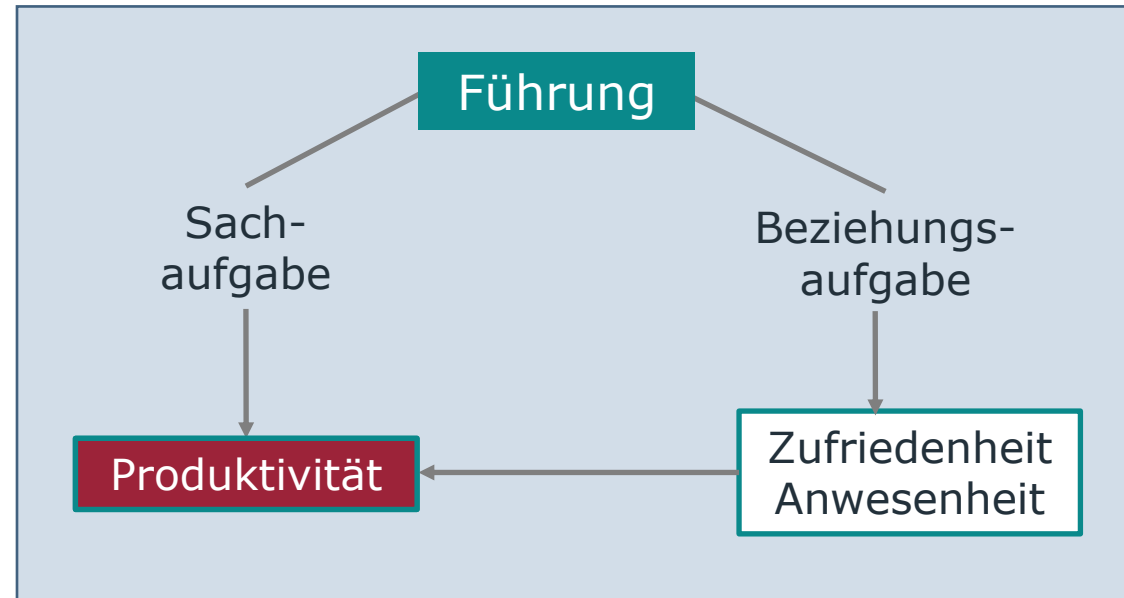 Führung
Sach-
aufgabe
Beziehungs-
aufgabe
Produktivität
Zufriedenheit
Anwesenheit